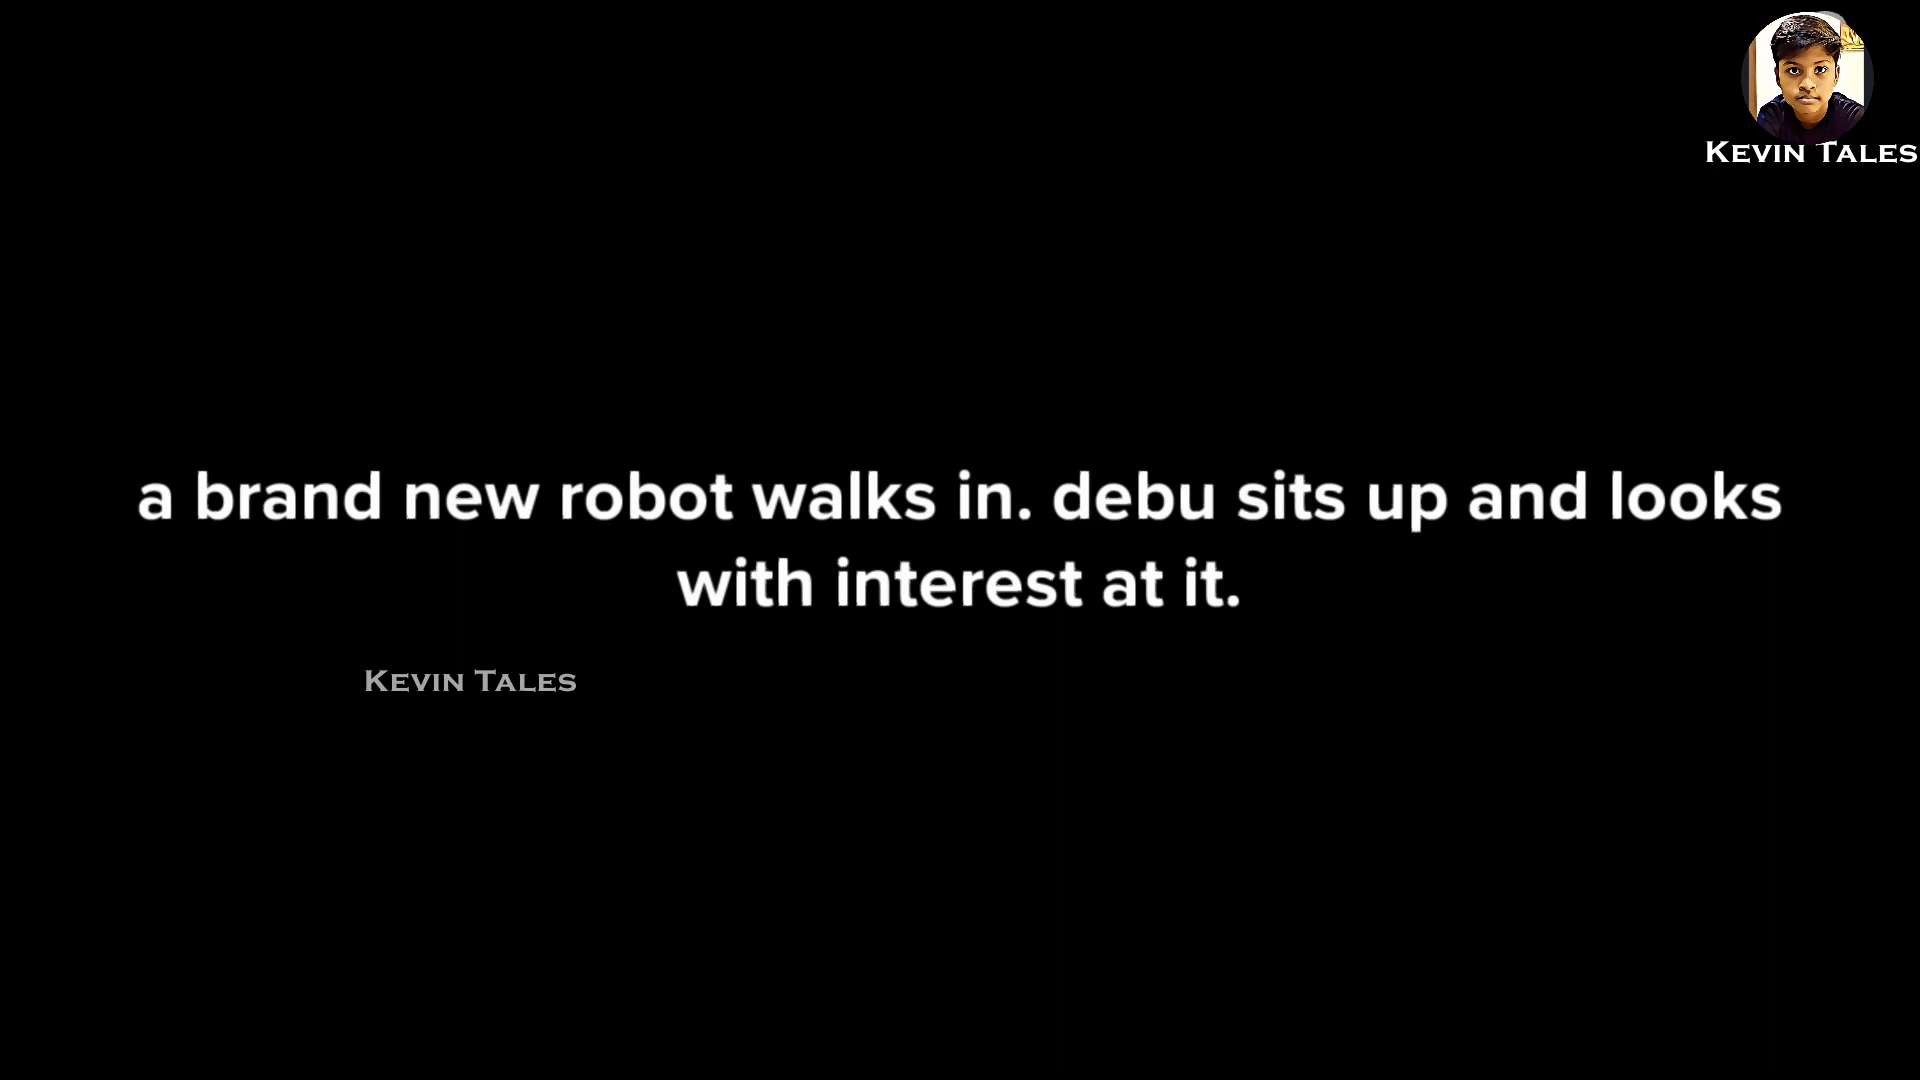 KEVIN TALES
a brand new robot walks in. debu sits up and looks
with interest at it.
KEVIN TALES